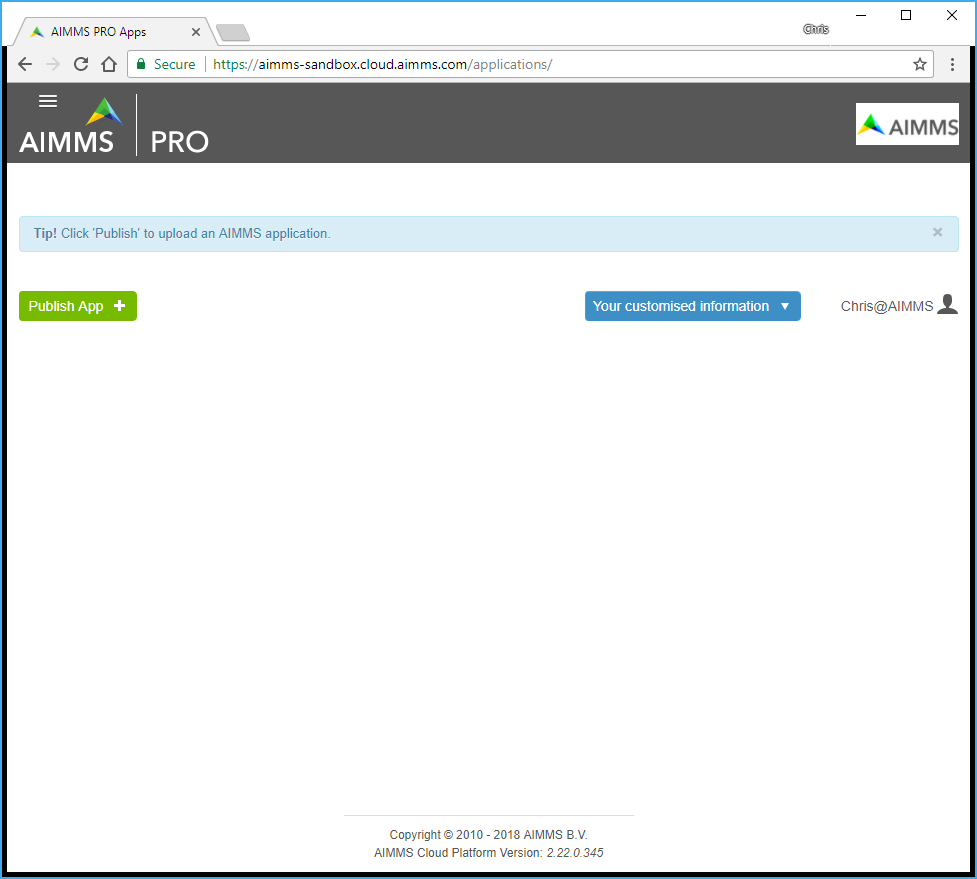 AIMMS PRO Apps
Chris
Secure https://aimms-sandbox.cloud.aimms.com/applications/
AIMMS PRO
AIMMS
Tip! Click 'Publish' to upload an AIMMS application.
Publish App
Your customised information
Chris@AIMMS
Copyright © 2010 - 2018 AIMMS B.V.
AIMMS Cloud Platform Version: 2.22.0.345